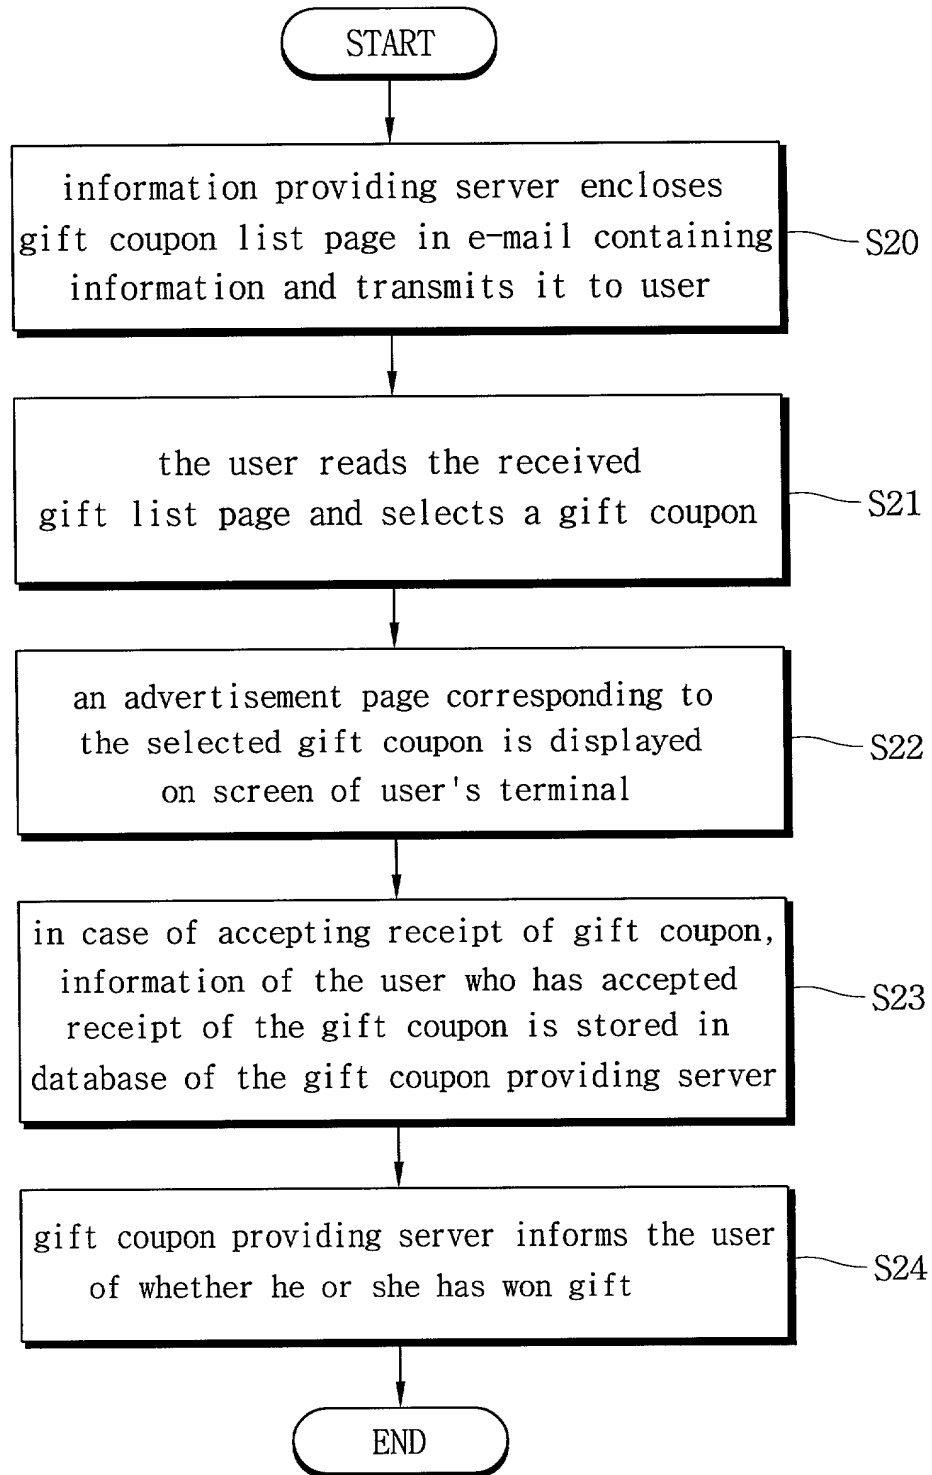 START
information providing server encloses
gift coupon list page in e-mail containing
information and transmits it to user
S20
the user reads the received
gift list page and selects a gift coupon
S21
an advertisement page corresponding to
the selected gift coupon is displayed
on screen of user's terminal
S22
in case of accepting receipt of gift coupon,
information of the user who has accepted
receipt of the gift coupon is stored in
database of the gift coupon providing server
S23
gift coupon providing server informs the user
of whether he or she has won gift
S24
END